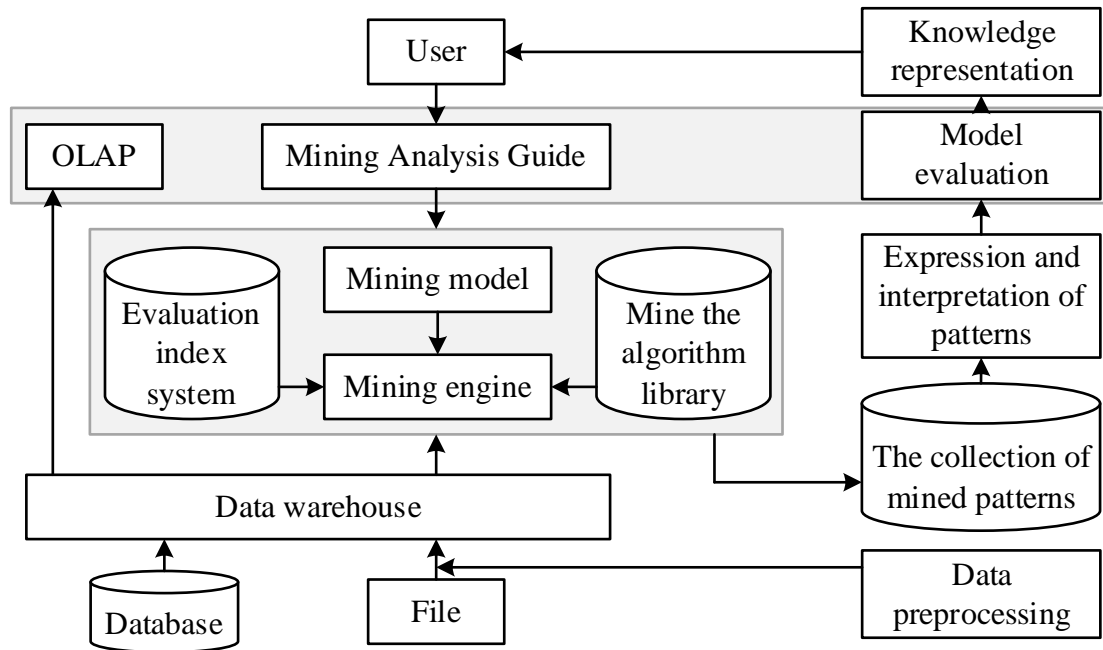 User
Knowledge
representation
OLAP
Mining Analysis Guide
Model
evaluation
Evaluation
index
system
Mining model
Mining engine
Mine the
algorithm
library
Expression and
interpretation of
patterns
The collection of
mined patterns
Data warehouse
Database
File
Data
preprocessing